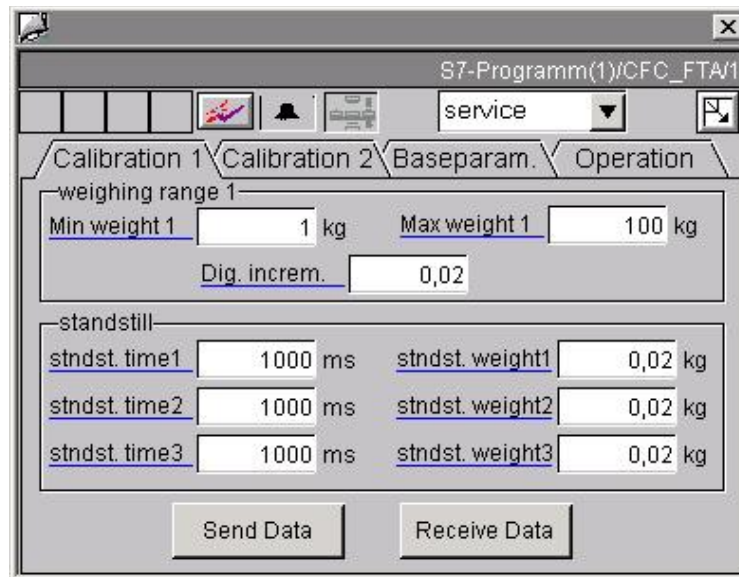 S7-Programm(1)/CFC_FTA/1
service
Calibration 1 Calibration 2 Baseparam. Operation
weighing range 1
Min weight 1 1 kg Max weight 1 100 kg
Dig. increm. 0,02
standstill
stndst. time1 1000 ms stndst. weight1 0,02 kg
stndst. time2 1000 ms stndst. weight2 0,02 kg
stndst. time3 1000 ms stndst. weight3 0,02 kg
Send Data Receive Data